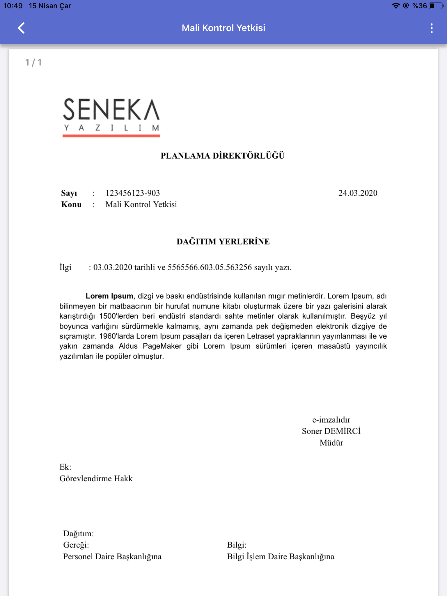 10:49 15 Nisan Çar %36
Mali Kontrol Yetkisi
1 / 1
SENEKA
YAZILIM
PLANLAMA DİREKTÖRLÜĞÜ
Sayı : 123456123-903 24.03.2020
Konu : Mali Kontrol Yetkisi
DAĞITIM YERLERİNE
İlgi : 03.03.2020 tarihli ve 5565566.603.05.563256 sayılı yazı.
Lorem Ipsum, dizgi ve baskı endüstrisinde kullanılan mıgır metinlerdir. Lorem Ipsum, adı
bilinmeyen bir matbaacının bir hurufat numune kitabı oluşturmak üzere bir yazı galerisini alarak
karıştırdığı 1500'lerden beri endüstri standardı sahte metinler olarak kullanılmıştır. Beşyüz yıl
boyunca varlığını sürdürmekle kalmamış, aynı zamanda pek değişmeden elektronik dizgiye de
sıçramıştır. 1960'larda Lorem Ipsum pasajları da içeren Letraset yapraklarının yayınlanması ile ve
yakın zamanda Aldus PageMaker gibi Lorem Ipsum sürümleri içeren masaüstü yayıncılık
yazılımları ile popüler olmuştur.
e-imzalıdır
Soner DEMİRCİ
Müdür
Ek:
Görevlendirme Hakk
Dağıtım:
Gereği: Bilgi:
Personel Daire Başkanlığına Bilgi İşlem Daire Başkanlığına